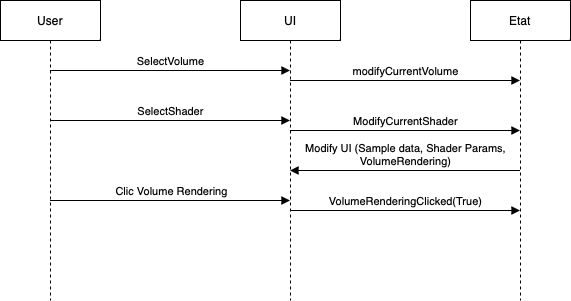 User
UI
Etat
SelectVolume
modifyCurrentVolume
SelectShader
ModifyCurrentShader
Modify UI (Sample data, Shader Params,
VolumeRendering)
Clic Volume Rendering
VolumeRenderingClicked(True)